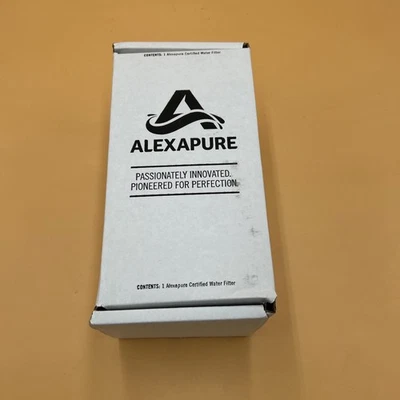 CONTENTS: 1 Alexapure Certified Water Filter
ALEXAPURE
PASSIONATELY INNOVATED.
PIONEERED FOR PERFECTION.
CONTENTS: 1 Alexapure Certified Water Filter